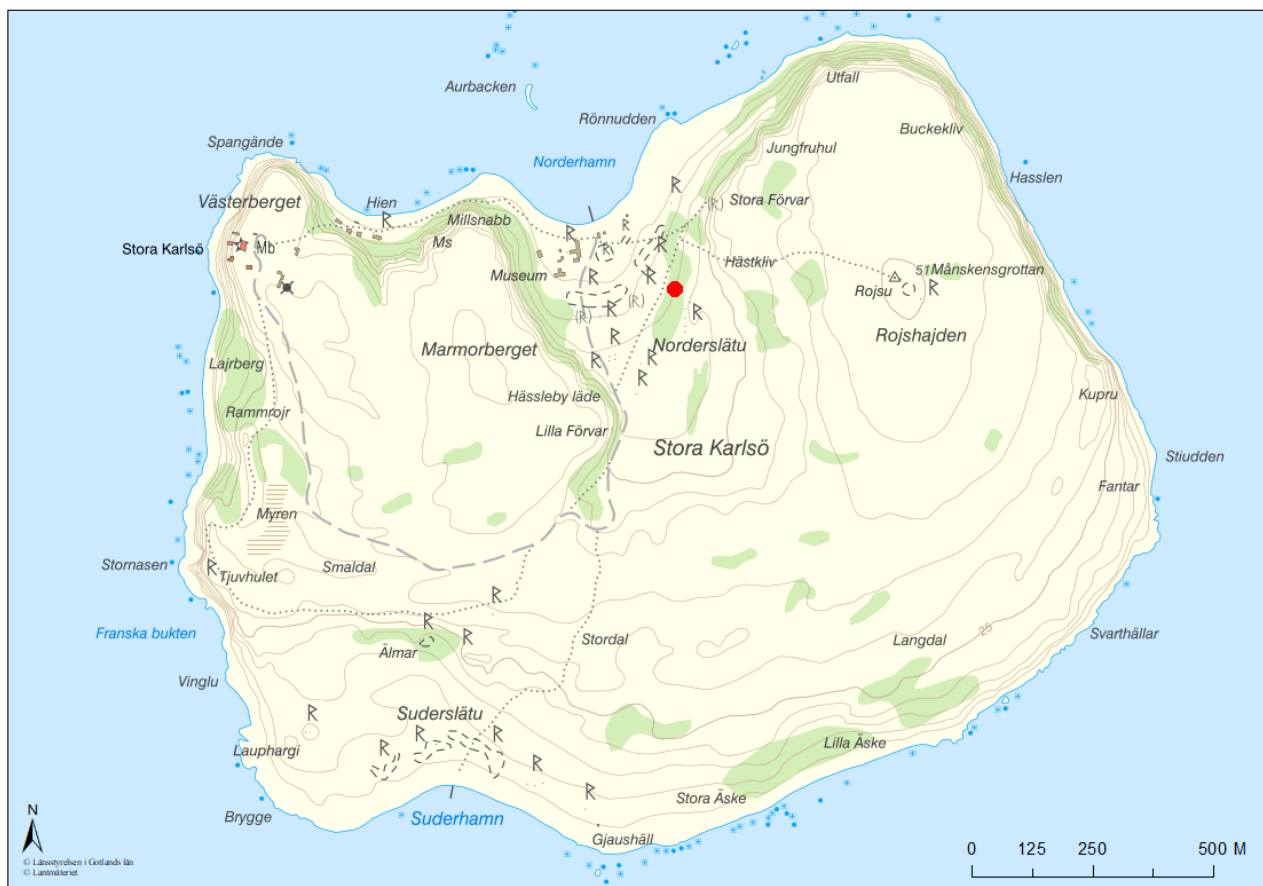 Utfall
Aurbacken
Rönnudden
Buckekliv
Spangände
Jungfruhul
Norderhamn
Hasslen
Västerberget
Hien
Stora Förvar
(R)
Millsnabb
Stora Karlsö
Mb
Ms
Hästkliv
Museum
51
Månskensgrottan
Rojsu
(R)
(R)
Rojshajden
Marmorberget
Norderslätu
Lajrberg
Hässleby läde
Kupru
Rammrojr
Lilla Förvar
Stora Karlsö
Stiudden
Fantar
Myren
Stornasen
Smaldal
Tjuvhulet
Franska bukten
25
Svarthällar
Stordal
Langdal
Älmar
Vinglu
Suderslätu
Lauphargi
Lilla Äske
Stora Äske
Brygge
Suderhamn
Gjaushäll
N
© Länsstyrelsen i Gotlands län
© Lantmäteriet
0 125 250 500 M